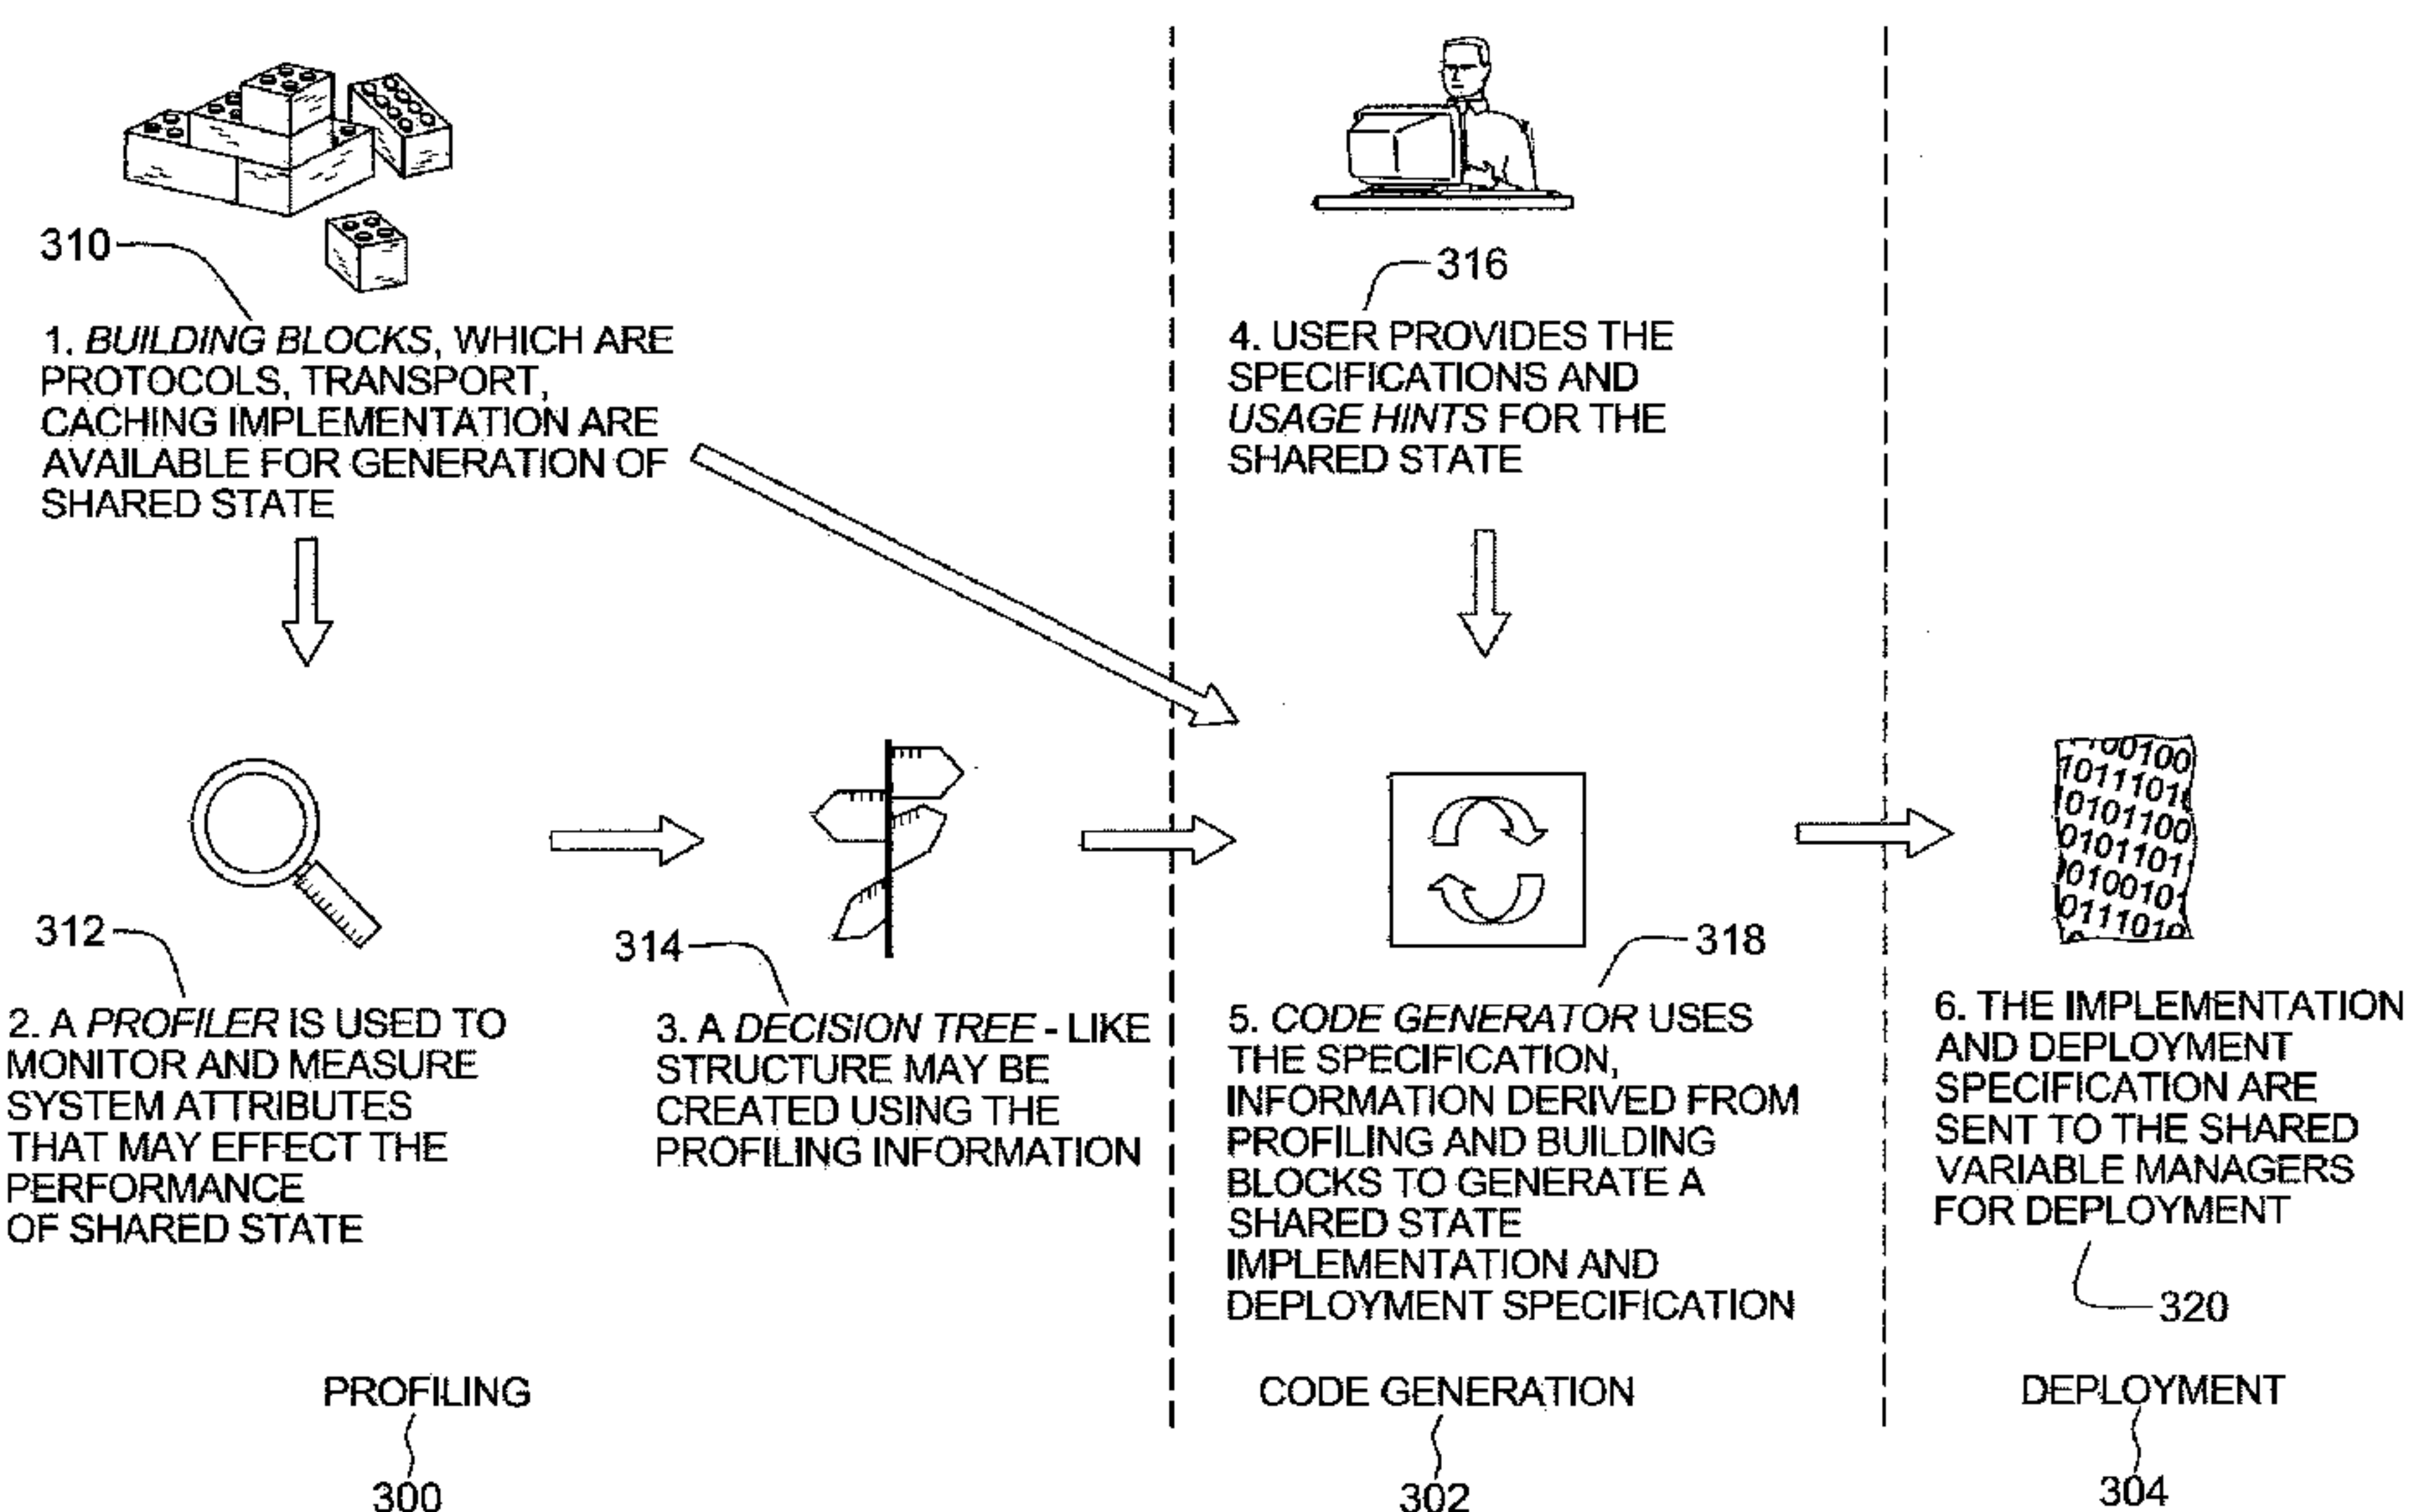 310
1. BUILDING BLOCKS, WHICH ARE
PROTOCOLS, TRANSPORT,
CACHING IMPLEMENTATION ARE
AVAILABLE FOR GENERATION OF
SHARED STATE
316
4. USER PROVIDES THE
SPECIFICATIONS AND
USAGE HINTS FOR THE
SHARED STATE
312
2. A PROFILER IS USED TO
MONITOR AND MEASURE
SYSTEM ATTRIBUTES
THAT MAY EFFECT THE
PERFORMANCE
OF SHARED STATE
314
3. A DECISION TREE - LIKE
STRUCTURE MAY BE
CREATED USING THE
PROFILING INFORMATION
318
5. CODE GENERATOR USES
THE SPECIFICATION,
INFORMATION DERIVED FROM
PROFILING AND BUILDING
BLOCKS TO GENERATE A
SHARED STATE
IMPLEMENTATION AND
DEPLOYMENT SPECIFICATION
6. THE IMPLEMENTATION
AND DEPLOYMENT
SPECIFICATION ARE
SENT TO THE SHARED
VARIABLE MANAGERS
FOR DEPLOYMENT
320
PROFILING
300
CODE GENERATION
302
DEPLOYMENT
304